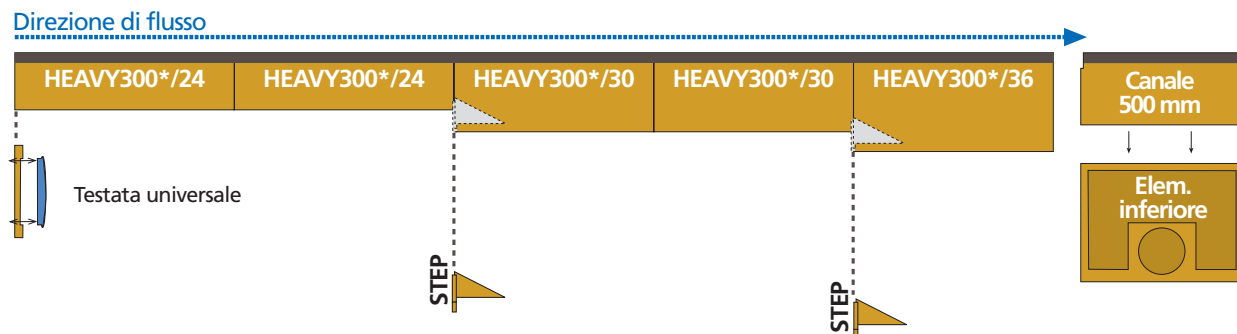 Direzione di flusso
HEAVY300*/24
HEAVY300*/24
HEAVY300*/30
HEAVY300*/30
HEAVY300*/36
Canale
500 mm
Testata universale
Elem.
inferiore
STEP
STEP